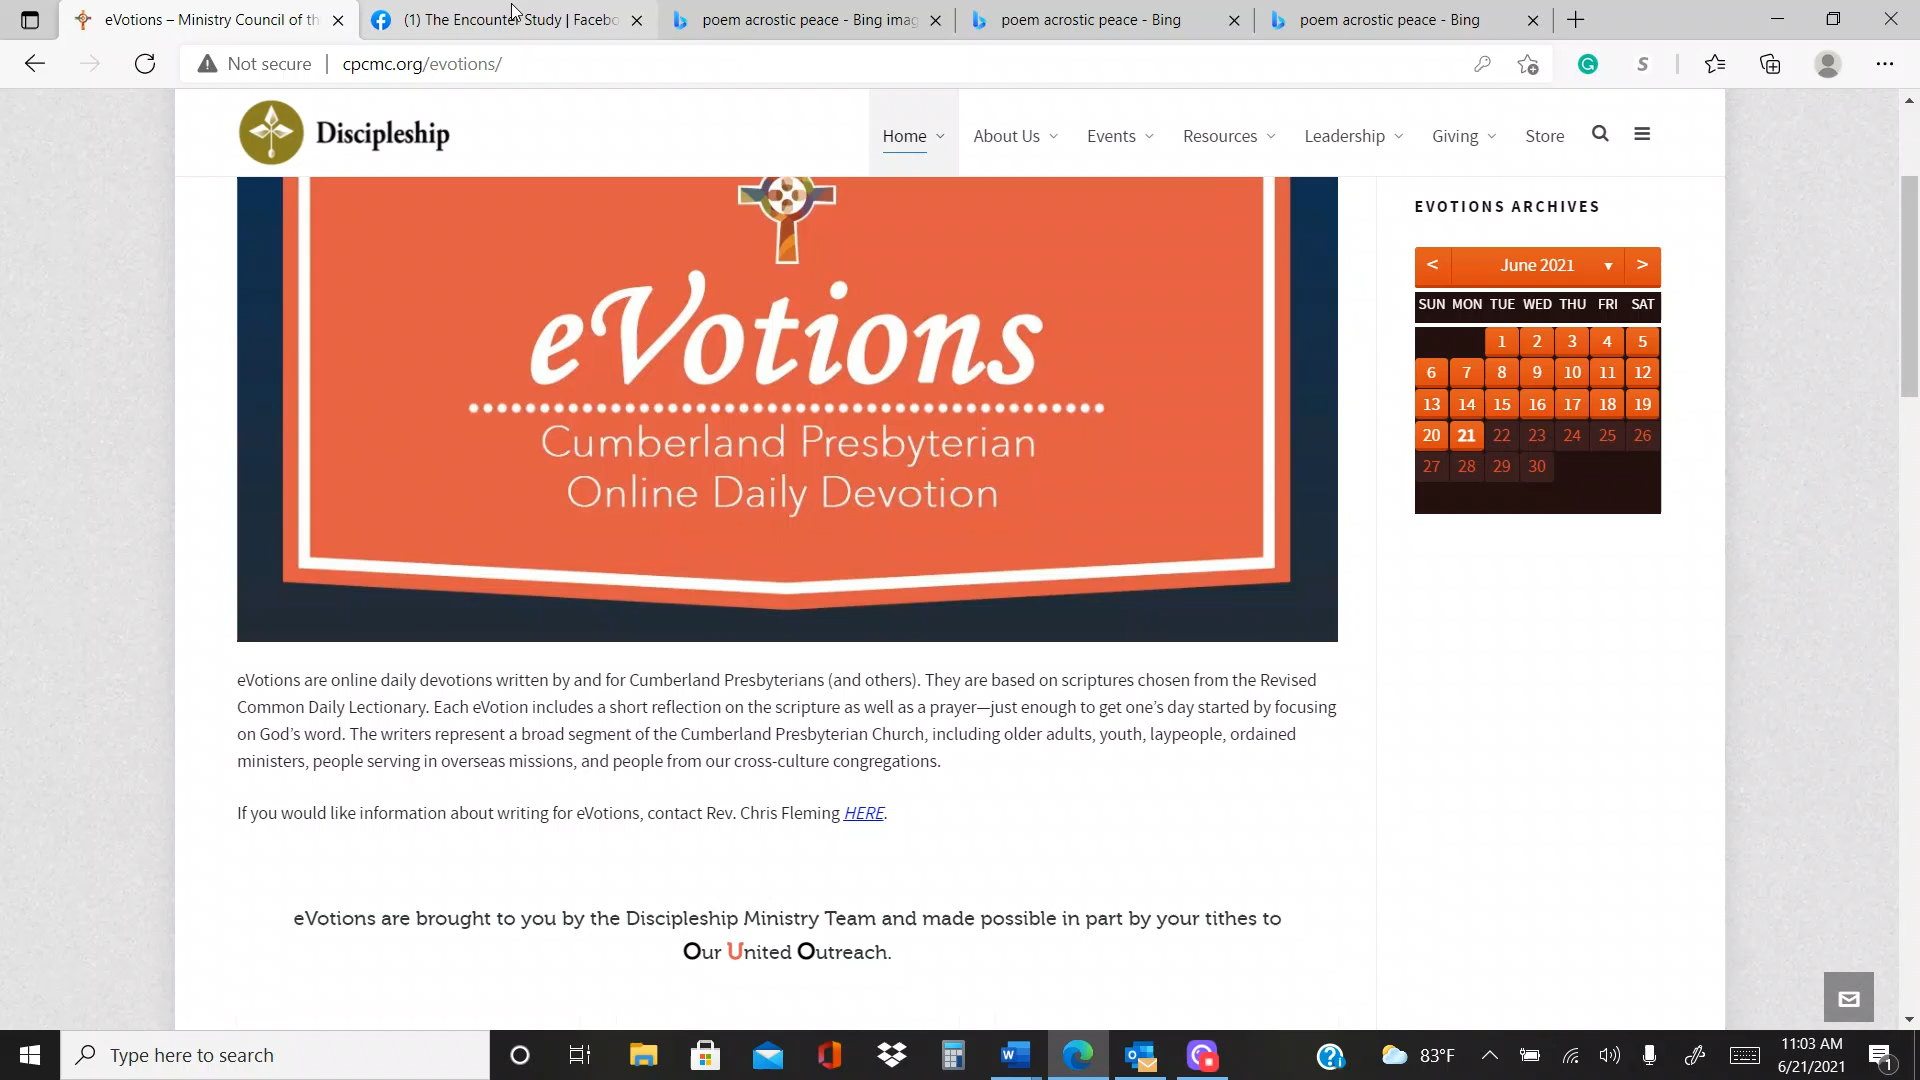 eVotions – Ministry Council of th
(1) The Encounter Study | Facebo
poem acrostic peace - Bing imag
poem acrostic peace - Bing
poem acrostic peace - Bing
Not secure
cpcmc.org/evotions/
Discipleship
Home
About Us
Events
Resources
Leadership
Giving
Store
eVotions
Cumberland Presbyterian
Online Daily Devotion
EVOTIONS ARCHIVES
< June 2021 ▼ >
SUN MON TUE WED THU FRI SAT
1 2 3 4 5
6 7 8 9 10 11 12
13 14 15 16 17 18 19
20 21 22 23 24 25 26
27 28 29 30
eVotions are online daily devotions written by and for Cumberland Presbyterians (and others). They are based on scriptures chosen from the Revised
Common Daily Lectionary. Each eVotion includes a short reflection on the scripture as well as a prayer—just enough to get one’s day started by focusing
on God’s word. The writers represent a broad segment of the Cumberland Presbyterian Church, including older adults, youth, laypeople, ordained
ministers, people serving in overseas missions, and people from our cross-culture congregations.
If you would like information about writing for eVotions, contact Rev. Chris Fleming HERE.
eVotions are brought to you by the Discipleship Ministry Team and made possible in part by your tithes to
Our United Outreach.
Type here to search
83°F
11:03 AM
6/21/2021
1